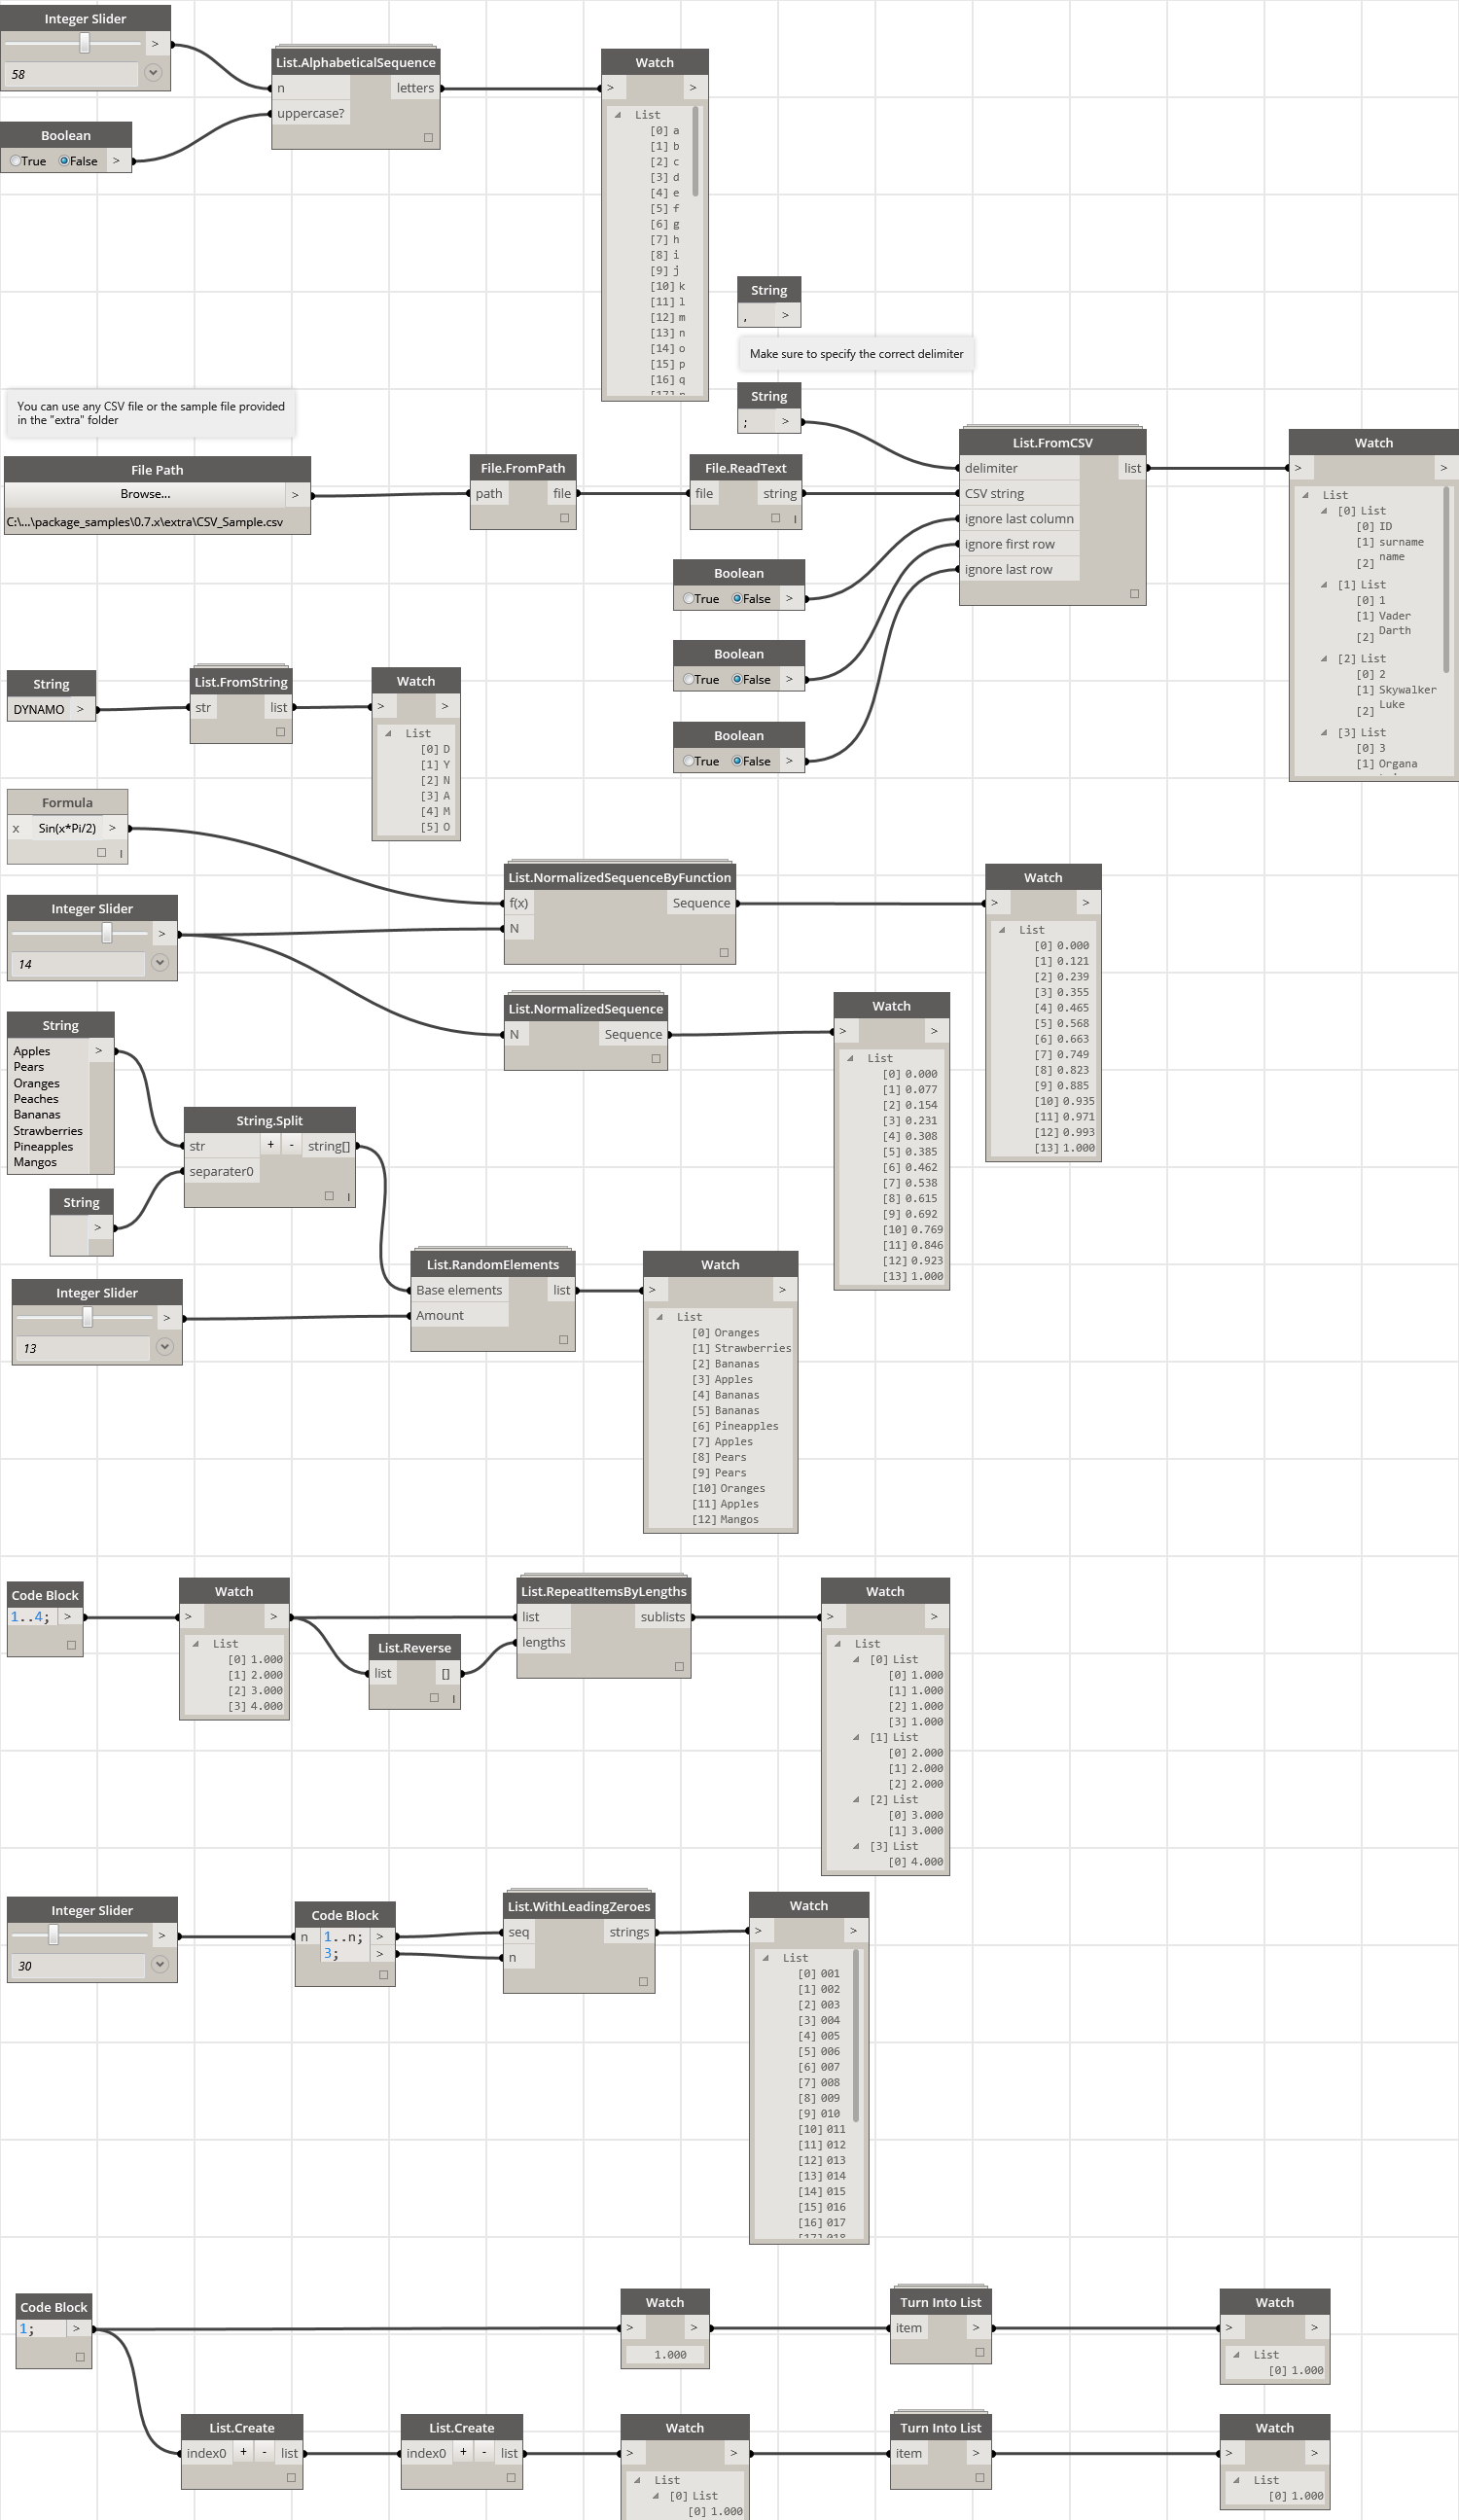 Integer Slider
>
58
Boolean
True False >
List.AlphabeticalSequence
n letters
uppercase?
Watch
> >
List
[0] a
[1] b
[2] c
[3] d
[4] e
[5] f
[6] g
[7] h
[8] i
[9] j
[10] k
[11] l
[12] m
[13] n
[14] o
[15] p
[16] q
String
, >
Make sure to specify the correct delimiter
String
; >
You can use any CSV file or the sample file provided
in the "extra" folder
File Path
Browse... >
C:\...\package_samples\0.7.x\extra\CSV_Sample.csv
File.FromPath
path file
File.ReadText
file string
Boolean
True False >
Boolean
True False >
Boolean
True False >
List.FromCSV
delimiter list
CSV string
ignore last column
ignore first row
ignore last row
Watch
> >
List
[0] List
[0] ID
[1] surname
[2] name
[1] List
[0] 1
[1] Vader
[2] Darth
[2] List
[0] 2
[1] Skywalker
[2] Luke
[3] List
[0] 3
[1] Organa
String
DYNAMO >
List.FromString
str list
Watch
> >
List
[0] D
[1] Y
[2] N
[3] A
[4] M
[5] O
Formula
x Sin(x*Pi/2) >
Integer Slider
>
14
List.NormalizedSequenceByFunction
f(x) Sequence
N
Watch
> >
List
[0] 0.000
[1] 0.121
[2] 0.239
[3] 0.355
[4] 0.465
[5] 0.568
[6] 0.663
[7] 0.749
[8] 0.823
[9] 0.885
[10] 0.935
[11] 0.971
[12] 0.993
[13] 1.000
List.NormalizedSequence
N Sequence
Watch
> >
List
[0] 0.000
[1] 0.077
[2] 0.154
[3] 0.231
[4] 0.308
[5] 0.385
[6] 0.462
[7] 0.538
[8] 0.615
[9] 0.692
[10] 0.769
[11] 0.846
[12] 0.923
[13] 1.000
String
Apples >
Pears
Oranges
Peaches
Bananas
Strawberries
Pineapples
Mangos
String
>
String.Split
str + - string[]
separater0
Integer Slider
>
13
List.RandomElements
Base elements list
Amount
Watch
> >
List
[0] Oranges
[1] Strawberries
[2] Bananas
[3] Apples
[4] Bananas
[5] Bananas
[6] Pineapples
[7] Apples
[8] Pears
[9] Pears
[10] Oranges
[11] Apples
[12] Mangos
Code Block
1..4; >
Watch
> >
List
[0] 1.000
[1] 2.000
[2] 3.000
[3] 4.000
List.Reverse
list []
List.RepeatItemsByLengths
list sublists
lengths
Watch
> >
List
[0] List
[0] 1.000
[1] 1.000
[2] 1.000
[3] 1.000
[1] List
[0] 2.000
[1] 2.000
[2] 2.000
[2] List
[0] 3.000
[1] 3.000
[3] List
[0] 4.000
Integer Slider
>
30
Code Block
n 1..n; >
3; >
List.WithLeadingZeroes
seq strings
n
Watch
> >
List
[0] 001
[1] 002
[2] 003
[3] 004
[4] 005
[5] 006
[6] 007
[7] 008
[8] 009
[9] 010
[10] 011
[11] 012
[12] 013
[13] 014
[14] 015
[15] 016
[16] 017
[17] 018
Code Block
1; >
Watch
> >
1.000
Turn Into List
item >
Watch
> >
List
[0] 1.000
List.Create
index0 + - list
List.Create
index0 + - list
Watch
> >
List
[0] List
[0] 1.000
Turn Into List
item >
Watch
> >
List
[0] 1.000